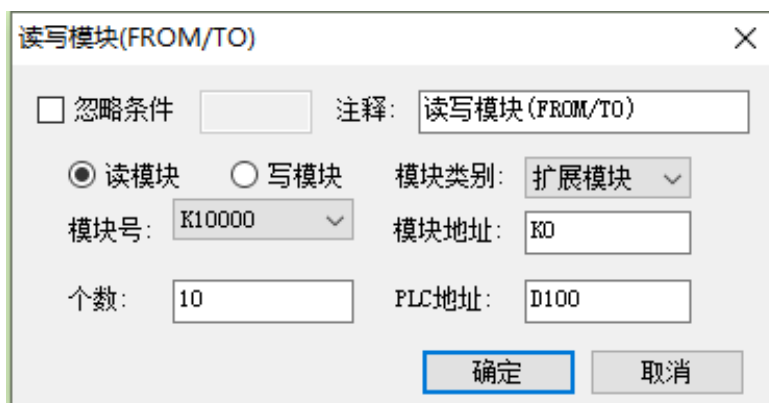 读写模块(FROM/TO)
忽略条件 注释: 读写模块(FROM/TO)
读模块 写模块 模块类别: 扩展模块
模块号: K10000 模块地址: K0
个数: 10 PLC地址: D100
确定 取消